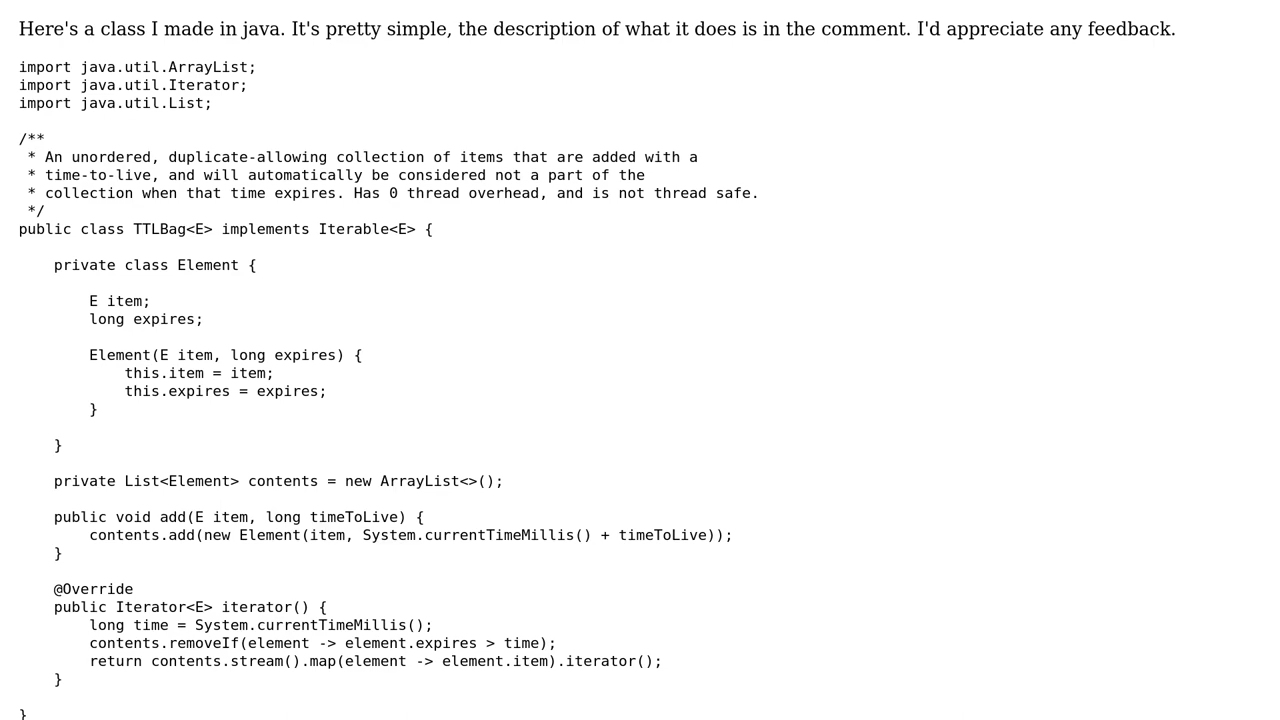 Here's a class I made in java. It's pretty simple, the description of what it does is in the comment. I'd appreciate any feedback.
import java.util.ArrayList;
import java.util.Iterator;
import java.util.List;
/**
 * An unordered, duplicate-allowing collection of items that are added with a
 * time-to-live, and will automatically be considered not a part of the
 * collection when that time expires. Has 0 thread overhead, and is not thread safe.
 */
public class TTLBag<E> implements Iterable<E> {
    private class Element {
        E item;
        long expires;
        Element(E item, long expires) {
            this.item = item;
            this.expires = expires;
        }
    }
    private List<Element> contents = new ArrayList<>();
    public void add(E item, long timeToLive) {
        contents.add(new Element(item, System.currentTimeMillis() + timeToLive));
    }
    @Override
    public Iterator<E> iterator() {
        long time = System.currentTimeMillis();
        contents.removeIf(element -> element.expires > time);
        return contents.stream().map(element -> element.item).iterator();
    }
}